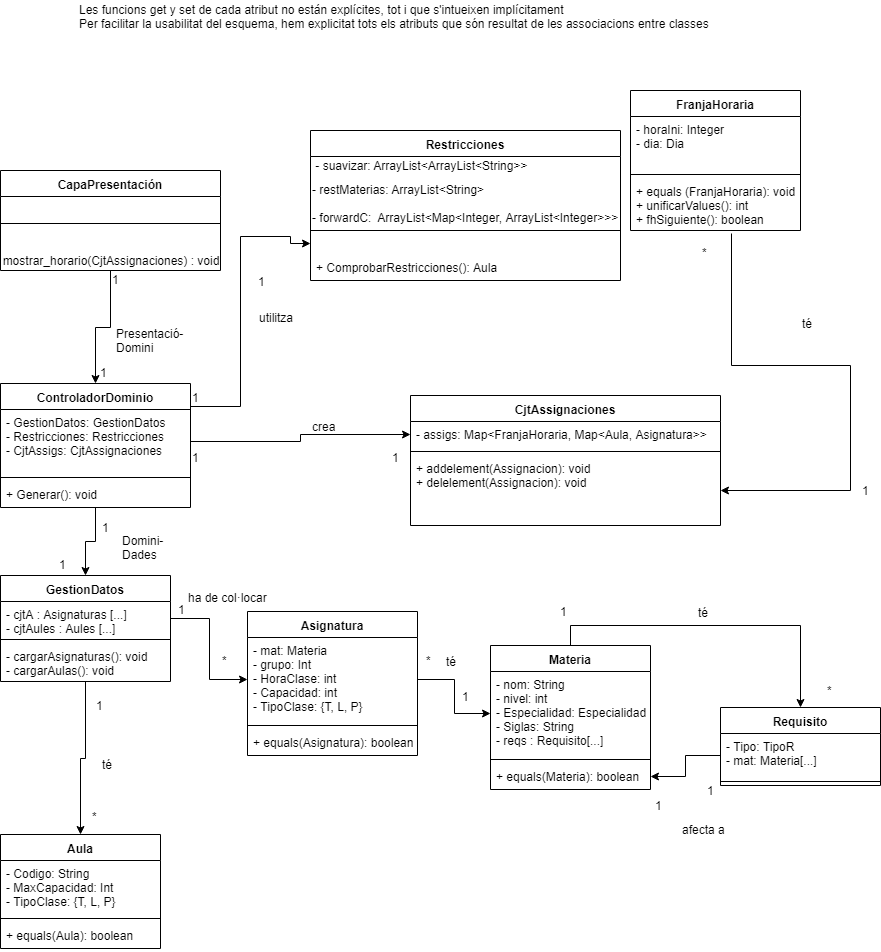 Les funcions get y set de cada atribut no están explícites, tot i que s'intueixen implícitament
Per facilitar la usabilitat del esquema, hem explicitat tots els atributs que són resultat de les associacions entre classes
FranjaHoraria
- horaIni: Integer
- dia: Dia
+ equals (FranjaHoraria): void
+ unificarValues(): int
+ fhSiguiente(): boolean
*
té
1
Restricciones
- suavizar: ArrayList<ArrayList<String>>
- restMaterias: ArrayList<String>
- forwardC:  ArrayList<Map<Integer, ArrayList<Integer>>>
+ ComprobarRestricciones(): Aula
CapaPresentación
mostrar_horario(CjtAssignaciones) : void
1
Presentació-
Domini
1
1
utilitza
1
ControladorDominio
- GestionDatos: GestionDatos
- Restricciones: Restricciones
- CjtAssigs: CjtAssignaciones
+ Generar(): void
1
crea
1
CjtAssignaciones
- assigs: Map<FranjaHoraria, Map<Aula, Asignatura>>
+ addelement(Assignacion): void
+ delelement(Assignacion): void
1
Domini-
Dades
1
GestionDatos
- cjtA : Asignaturas [...]
- cjtAules : Aules [...]
- cargarAsignaturas(): void
- cargarAulas(): void
1
ha de col·locar
*
Asignatura
- mat: Materia
- grupo: Int
- HoraClase: int
- Capacidad: int
- TipoClase: {T, L, P}
+ equals(Asignatura): boolean
*
té
1
Materia
- nom: String
- nivel: int
- Especialidad: Especialidad
- Siglas: String
- reqs : Requisito[...]
+ equals(Materia): boolean
1
té
*
Requisito
- Tipo: TipoR
- mat: Materia[...]
1
1
afecta a
1
té
*
Aula
- Codigo: String
- MaxCapacidad: Int
- TipoClase: {T, L, P}
+ equals(Aula): boolean